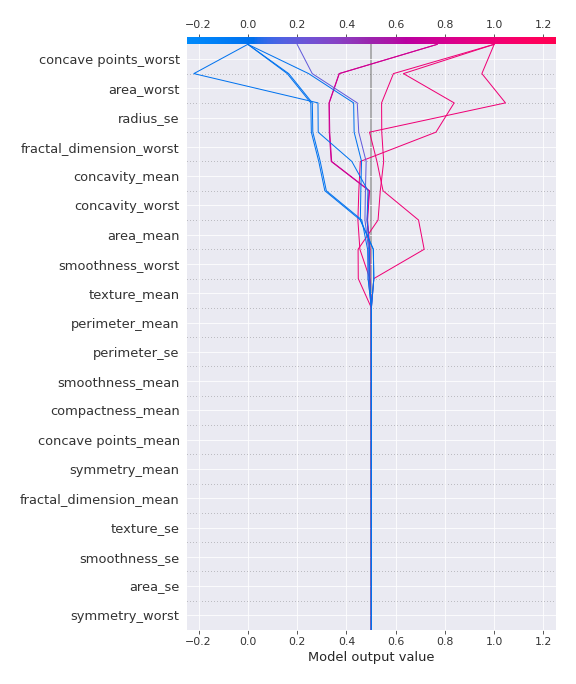 −0.2 0.0 0.2 0.4 0.6 0.8 1.0 1.2
concave points_worst
area_worst
radius_se
fractal_dimension_worst
concavity_mean
concavity_worst
area_mean
smoothness_worst
texture_mean
perimeter_mean
perimeter_se
smoothness_mean
compactness_mean
concave points_mean
symmetry_mean
fractal_dimension_mean
texture_se
smoothness_se
area_se
symmetry_worst
−0.2 0.0 0.2 0.4 0.6 0.8 1.0 1.2
Model output value